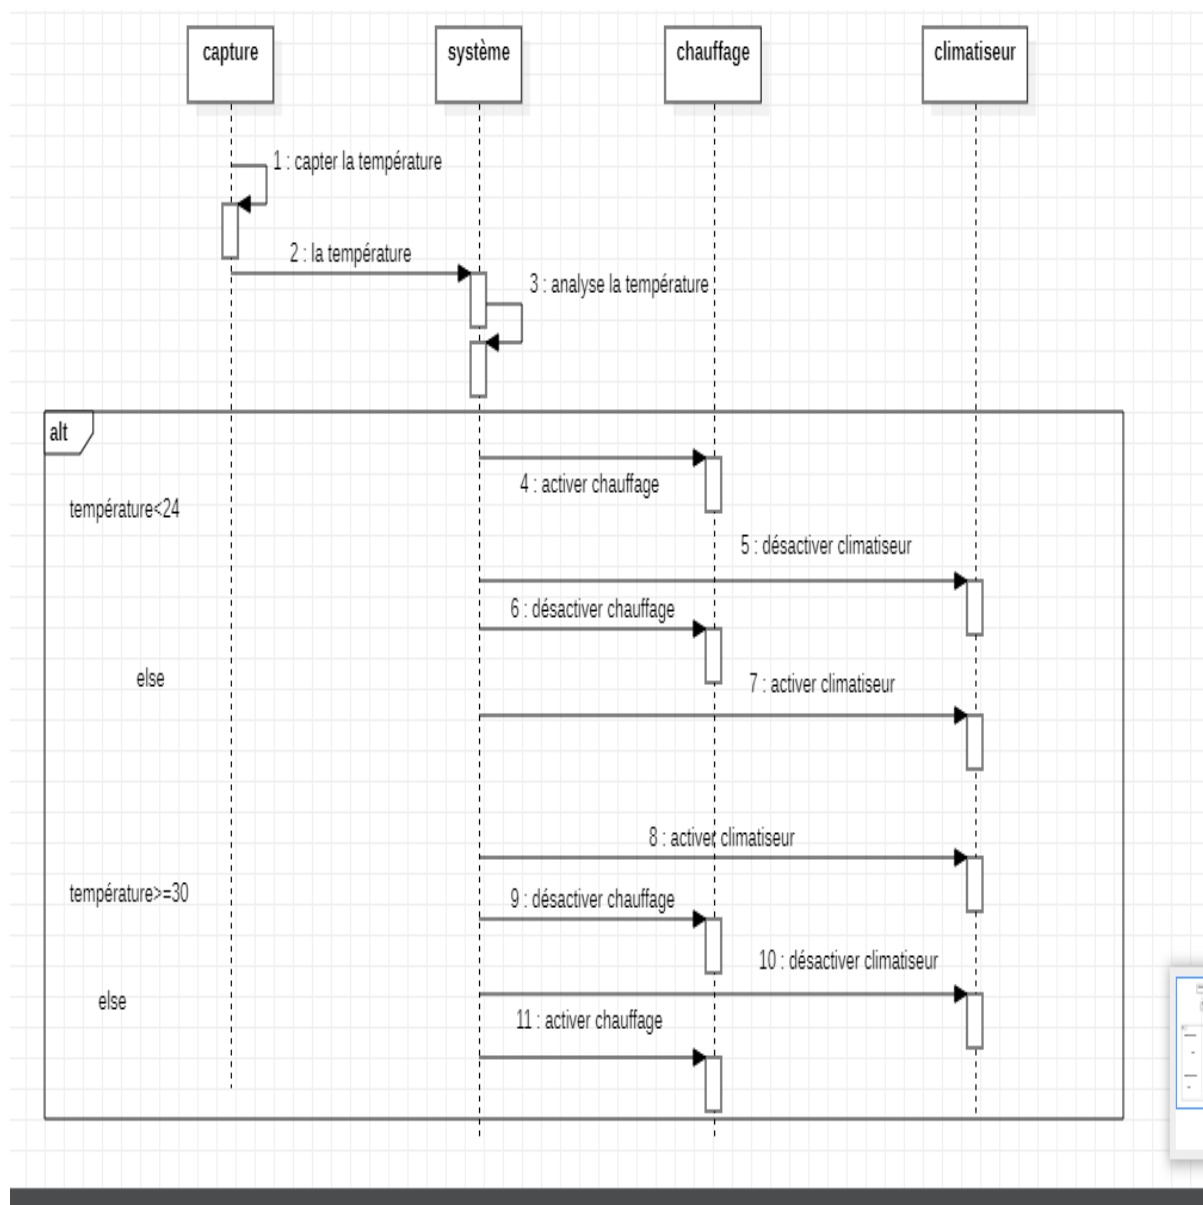 capture
système
chauffage
climatiseur
1 : capter la température
2 : la température
3 : analyse la température
alt
4 : activer chauffage
température<24
5 : désactiver climatiseur
6 : désactiver chauffage
else
7 : activer climatiseur
8 : activer climatiseur
température>=30
9 : désactiver chauffage
10 : désactiver climatiseur
else
11 : activer chauffage